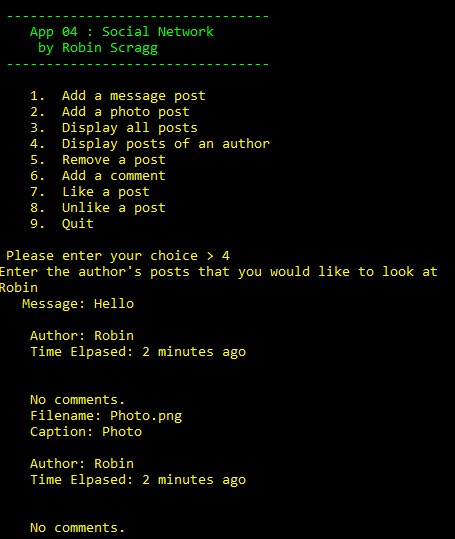 ---------------------------------
App 04 : Social Network
by Robin Scragg
---------------------------------
1. Add a message post
2. Add a photo post
3. Display all posts
4. Display posts of an author
5. Remove a post
6. Add a comment
7. Like a post
8. Unlike a post
9. Quit
Please enter your choice > 4
Enter the author's posts that you would like to look at
Robin
Message: Hello
Author: Robin
Time Elpased: 2 minutes ago
No comments.
Filename: Photo.png
Caption: Photo
Author: Robin
Time Elpased: 2 minutes ago
No comments.